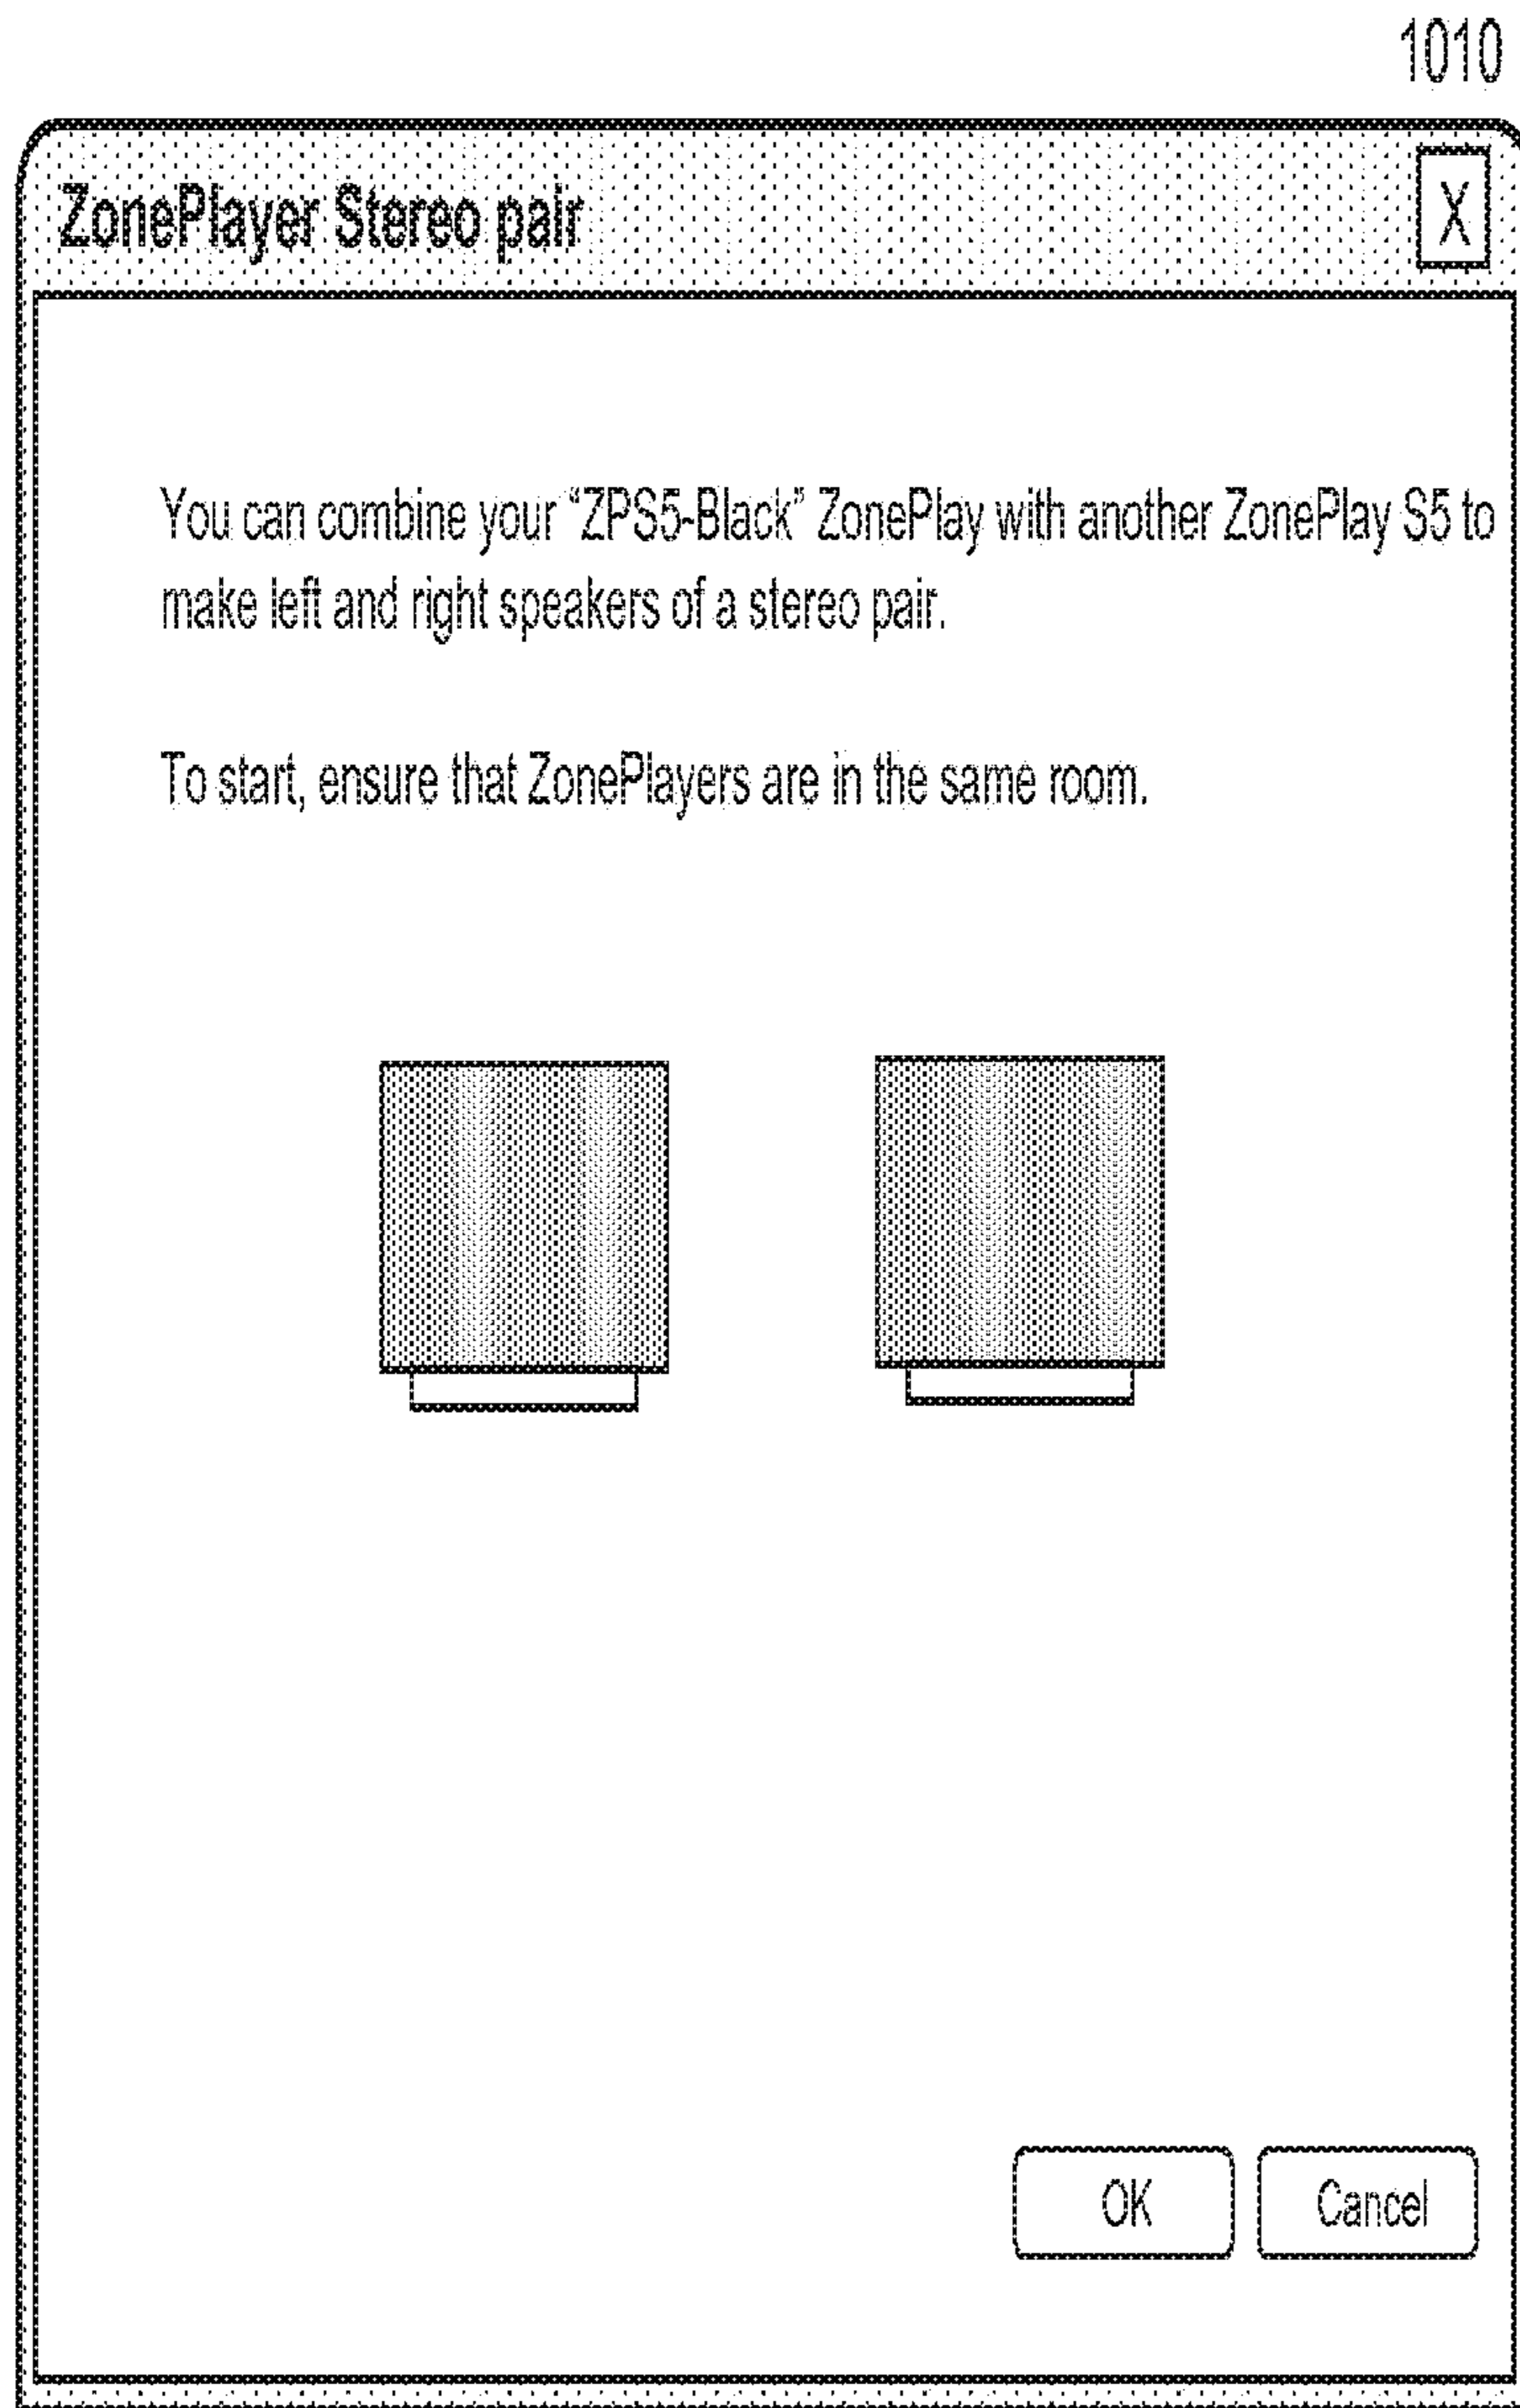 1010
ZonePlayer Stereo pair
X
You can combine your “ZPS5-Black” ZonePlay with another ZonePlay S5 to
make left and right speakers of a stereo pair.
To start, ensure that ZonePlayers are in the same room.
OK
Cancel